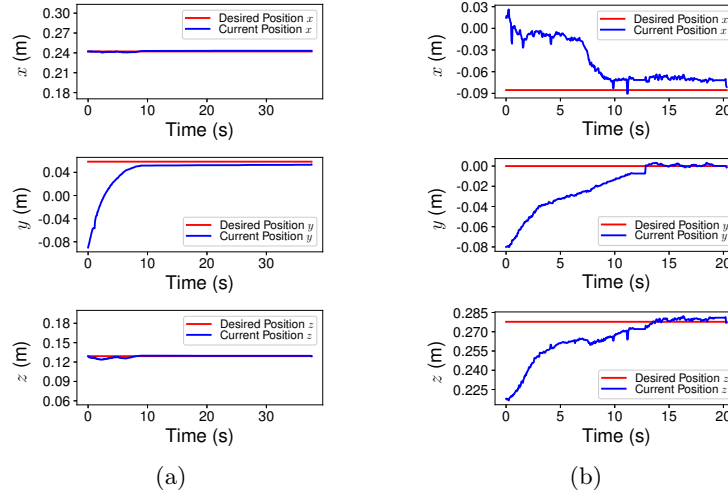 0.30
0.27
0.24
0.21
0.18
x (m)
Desired Position x
Current Position x
0 10 20 30
Time (s)
0.04
0.00
-0.04
-0.08
y (m)
Desired Position y
Current Position y
0 10 20 30
Time (s)
0.18
0.15
0.12
0.09
0.06
z (m)
Desired Position z
Current Position z
0 10 20 30
Time (s)
(a)
0.03
0.00
-0.03
-0.06
-0.09
x (m)
Desired Position x
Current Position x
0 5 10 15 20
Time (s)
0.00
-0.02
-0.04
-0.06
-0.08
y (m)
Desired Position y
Current Position y
0 5 10 15 20
Time (s)
0.285
0.270
0.255
0.240
0.225
z (m)
Desired Position z
Current Position z
0 5 10 15 20
Time (s)
(b)